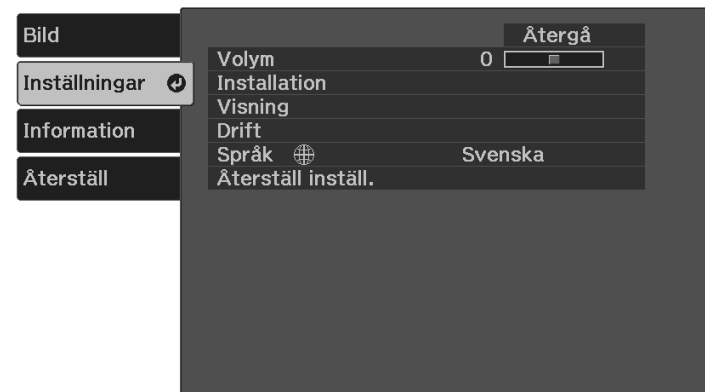 Bild
Inställningar
Information
Återställ
Återgå
Volym 0
Installation
Visning
Drift
Språk Svenska
Återställ inställ.